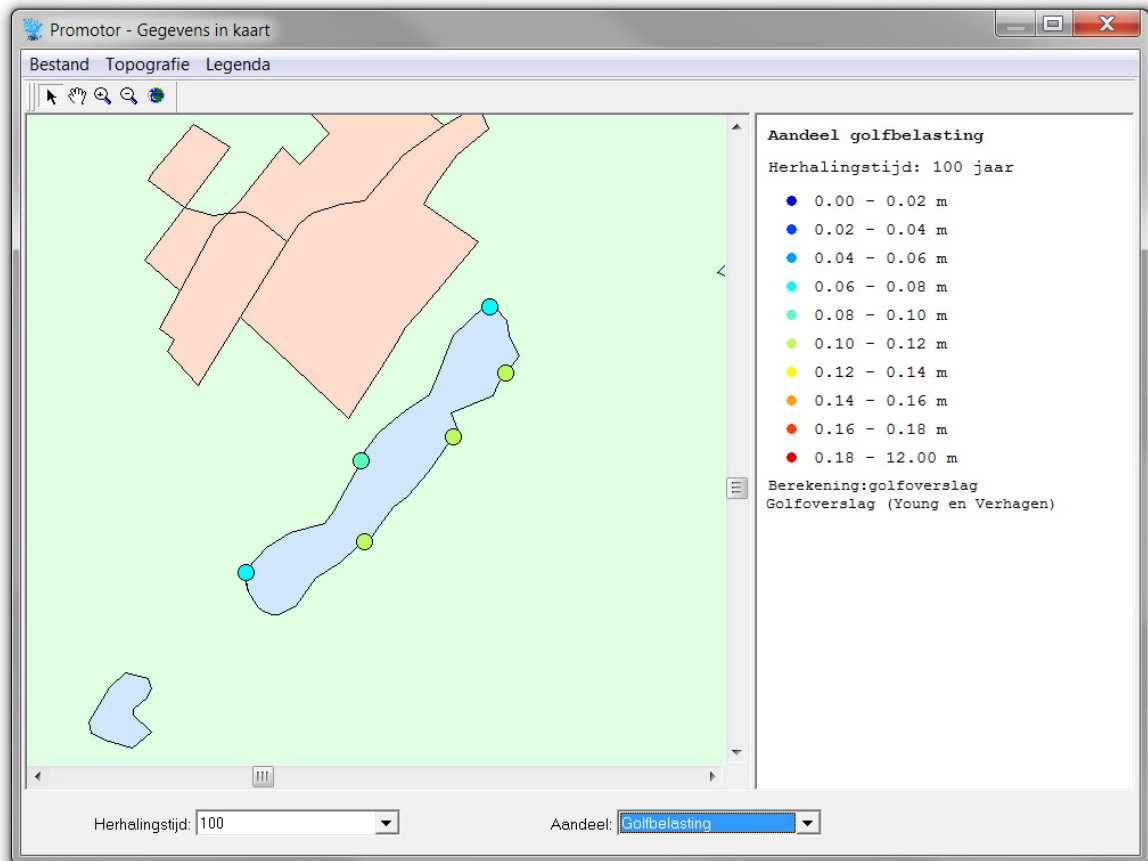 Promotor - Gegevens in kaart
Bestand Topografie Legenda
Aandeel golfbelasting
Herhalingstijd: 100 jaar
0.00 - 0.02 m
0.02 - 0.04 m
0.04 - 0.06 m
0.06 - 0.08 m
0.08 - 0.10 m
0.10 - 0.12 m
0.12 - 0.14 m
0.14 - 0.16 m
0.16 - 0.18 m
0.18 - 12.00 m
Berekening:golfoverslag
Golfoverslag (Young en Verhagen)
Herhalingstijd: 100 Aandeel: Golfbelasting